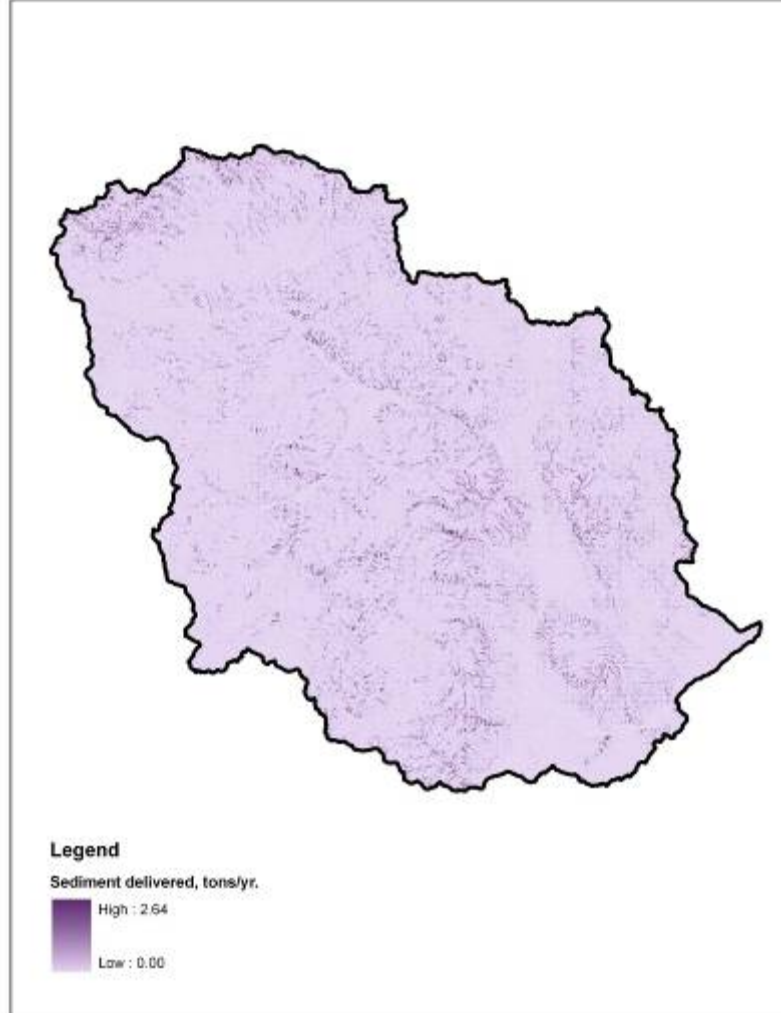 Legend
Sediment delivered, tons/yr.
High : 2.64
Low : 0.00